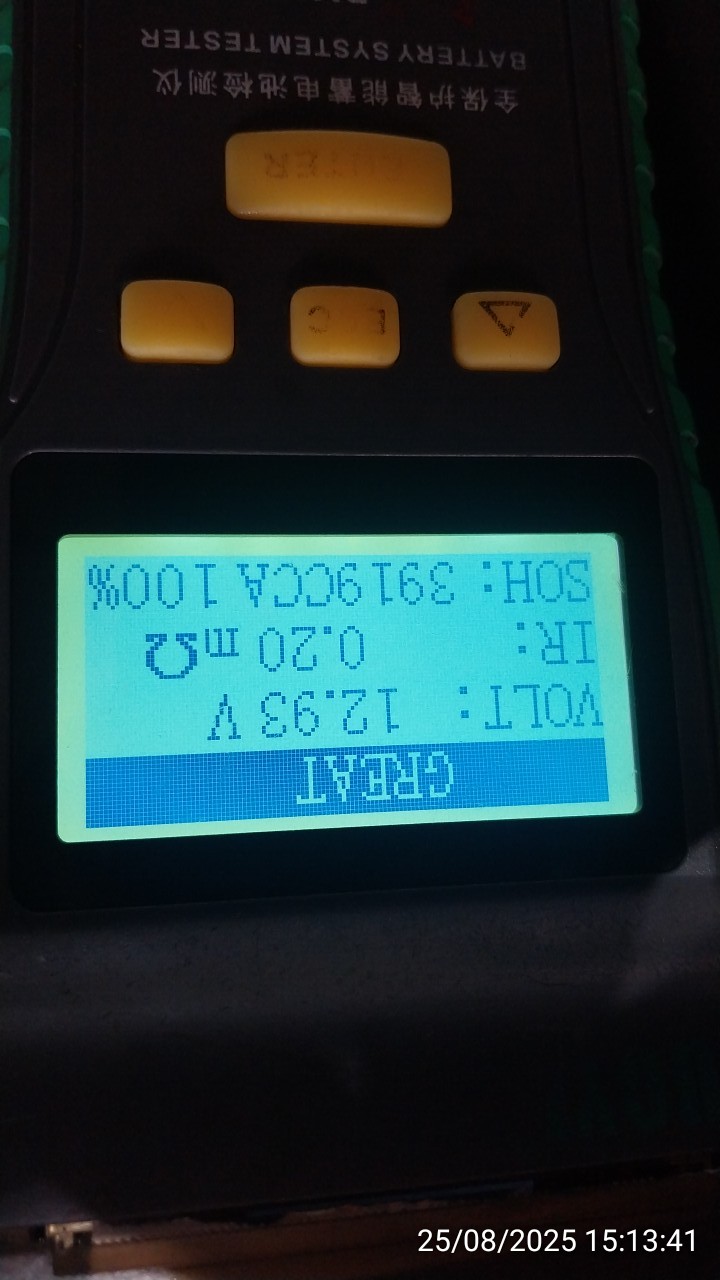 GREAT
VOLT: 12.93 V
IR: 0.20 mΩ
SOH: 3919CCA 100%
全保护智能蓄电池检测仪
BATTERY SYSTEM TESTER
25/08/2025 15:13:41